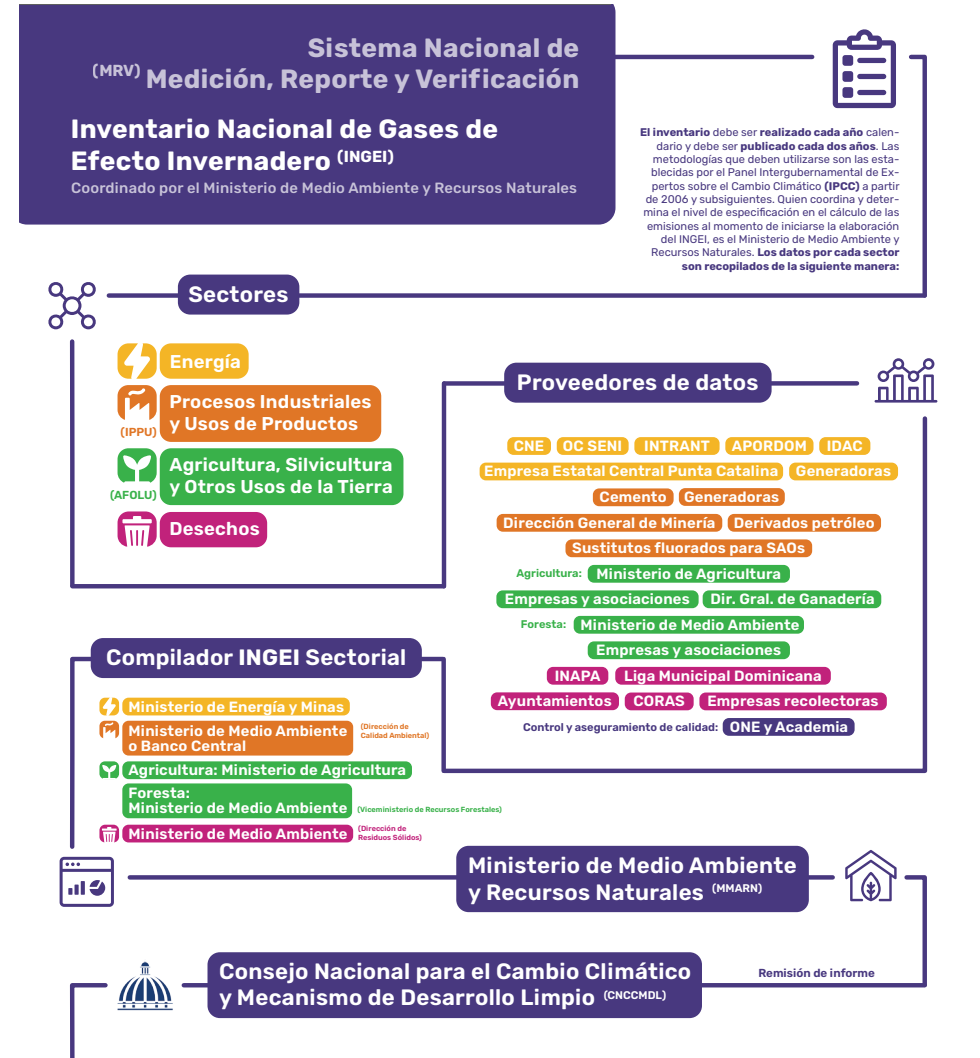 Sistema Nacional de
(MRV) Medición, Reporte y Verificación
Inventario Nacional de Gases de
Efecto Invernadero (INGEI)
Coordinado por el Ministerio de Medio Ambiente y Recursos Naturales
El inventario debe ser realizado cada año calen-
dario y debe ser publicado cada dos años. Las
metodologías que deben utilizarse son las esta-
blecidas por el Panel Intergubernamental de Ex-
pertos sobre el Cambio Climático (IPCC) a partir
de 2006 y subsiguientes. Quien coordina y deter-
mina el nivel de especificación en el cálculo de las
emisiones al momento de iniciarse la elaboración
del INGEI, es el Ministerio de Medio Ambiente y
Recursos Naturales. Los datos por cada sector
son recopilados de la siguiente manera:
Sectores
Energía
Procesos Industriales
y Usos de Productos
(IPPU)
Agricultura, Silvicultura
y Otros Usos de la Tierra
(AFOLU)
Desechos
Proveedores de datos
CNE OC SENI INTRANT APORDOM IDAC
Empresa Estatal Central Punta Catalina Generadoras
Cemento Generadoras
Dirección General de Minería Derivados petróleo
Sustitutos fluorados para SAOs
Agricultura: Ministerio de Agricultura
Empresas y asociaciones Dir. Gral. de Ganadería
Foresta: Ministerio de Medio Ambiente
Empresas y asociaciones
INAPA Liga Municipal Dominicana
Ayuntamientos CORAS Empresas recolectoras
Control y aseguramiento de calidad: ONE y Academia
Compilador INGEI Sectorial
Ministerio de Energía y Minas
Ministerio de Medio Ambiente
o Banco Central
(Dirección de
Calidad Ambiental)
Agricultura: Ministerio de Agricultura
Foresta:
Ministerio de Medio Ambiente (Viceministerio de Recursos Forestales)
Ministerio de Medio Ambiente
(Dirección de
Residuos Sólidos)
Ministerio de Medio Ambiente
y Recursos Naturales (MMARN)
Consejo Nacional para el Cambio Climático
y Mecanismo de Desarrollo Limpio (CNCCMDL)
Remisión de informe